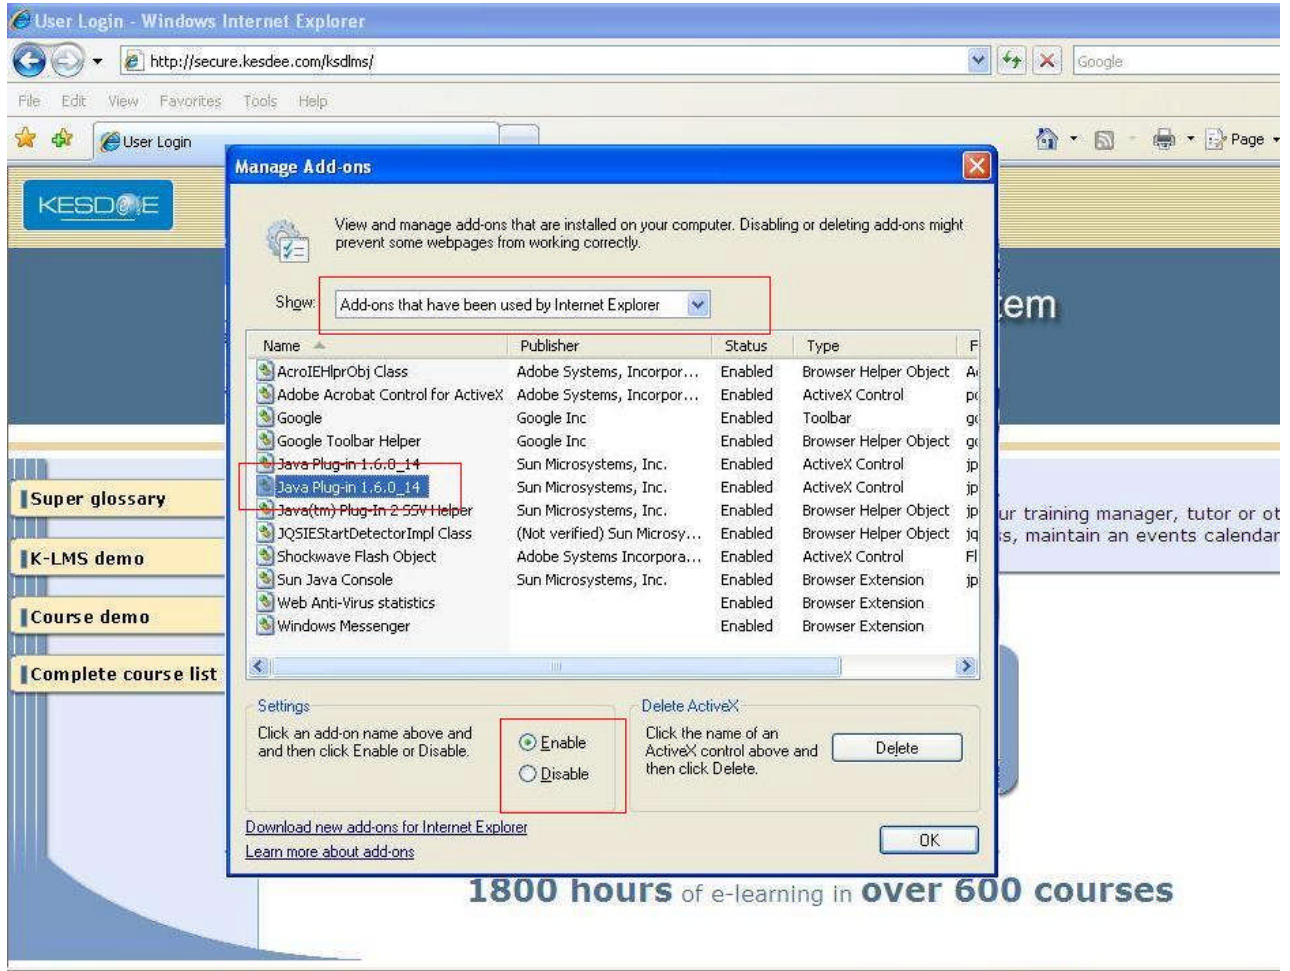 User Login - Windows Internet Explorer
http://secure.kesdee.com/ksdlms/
Google
File Edit View Favorites Tools Help
User Login
Page
Manage Add-ons
KESDEE
View and manage add-ons that are installed on your computer. Disabling or deleting add-ons might
prevent some webpages from working correctly.
Show: Add-ons that have been used by Internet Explorer
tem
Name Publisher Status Type F
AcroIEHlprObj Class Adobe Systems, Incorpor... Enabled Browser Helper Object
Adobe Acrobat Control for ActiveX Adobe Systems, Incorpor... Enabled ActiveX Control
Google Google Inc Enabled Toolbar
Google Toolbar Helper Google Inc Enabled Browser Helper Object
Java Plug-in 1.6.0_14 Sun Microsystems, Inc. Enabled ActiveX Control jp
Java Plug-in 1.6.0_14 Sun Microsystems, Inc. Enabled ActiveX Control jp
Java(tm) Plug-In 2 SSV Helper Sun Microsystems, Inc. Enabled Browser Helper Object jp
JQSIEStartDetectorImpl Class (Not verified) Sun Microsy... Enabled Browser Helper Object
Shockwave Flash Object Adobe Systems Incorpora... Enabled ActiveX Control Fl
Sun Java Console Sun Microsystems, Inc. Enabled Browser Extension jp
Web Anti-Virus statistics Enabled Browser Extension
Windows Messenger Enabled Browser Extension
Super glossary
K-LMS demo
Course demo
Complete course list
ur training manager, tutor or ot
s, maintain an events calendar
Settings
Click an add-on name above and
and then click Enable or Disable.
Enable
Disable
Delete ActiveX
Click the name of an
ActiveX control above and
then click Delete.
Delete
Download new add-ons for Internet Explorer
Learn more about add-ons
OK
1800 hours of e-learning in over 600 courses